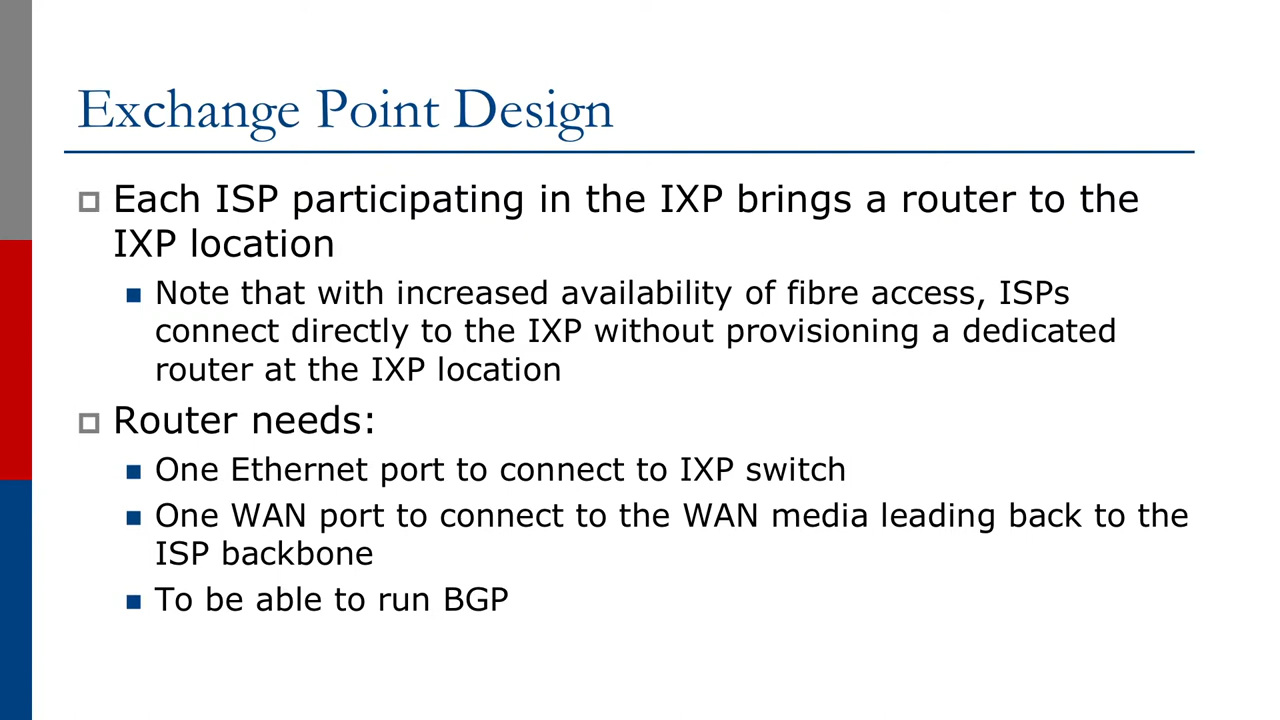 Exchange Point Design
Each ISP participating in the IXP brings a router to the
IXP location
Note that with increased availability of fibre access, ISPs
connect directly to the IXP without provisioning a dedicated
router at the IXP location
Router needs:
One Ethernet port to connect to IXP switch
One WAN port to connect to the WAN media leading back to the
ISP backbone
To be able to run BGP